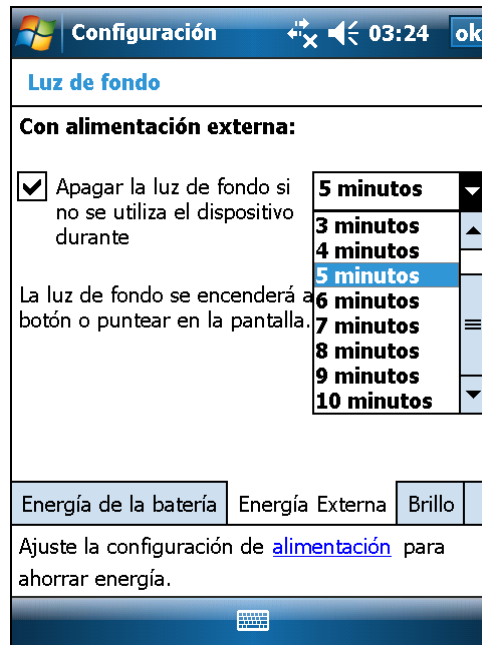 Configuración 03:24 ok
Luz de fondo
Con alimentación externa:
Apagar la luz de fondo si
no se utiliza el dispositivo
durante
5 minutos
3 minutos
4 minutos
5 minutos
6 minutos
7 minutos
8 minutos
9 minutos
10 minutos
La luz de fondo se encenderá a
botón o puntear en la pantalla.
Energía de la batería Energía Externa Brillo
Ajuste la configuración de alimentación para
ahorrar energía.